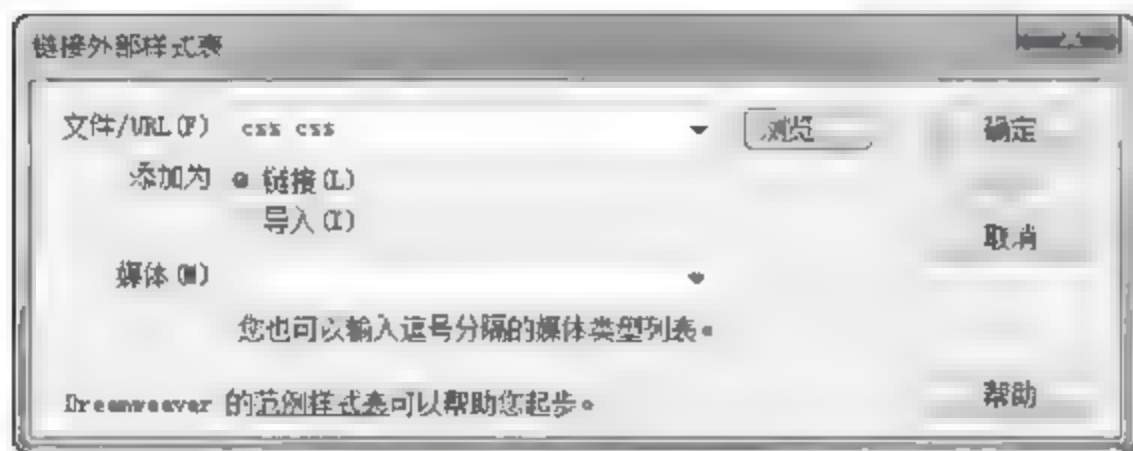 链接外部样式表
文件/URL(F) css css 浏览 确定
添加为 链接(L)
导入(I)
取消
媒体(M)
您也可以输入逗号分隔的媒体类型列表。
Dreamweaver 的范例样式表可以帮助您起步。 帮助